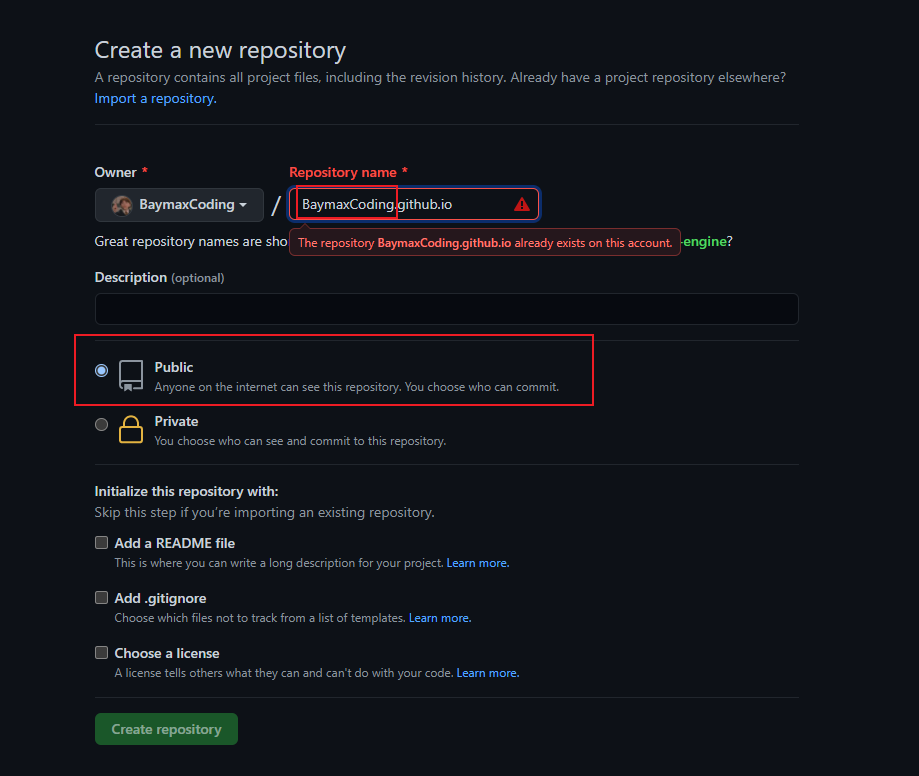 Create a new repository
A repository contains all project files, including the revision history. Already have a project repository elsewhere?
Import a repository.
Owner * Repository name *
BaymaxCoding / BaymaxCoding.github.io
Great repository names are sho -engine?
The repository BaymaxCoding.github.io already exists on this account.
Description (optional)
Public
Anyone on the internet can see this repository. You choose who can commit.
Private
You choose who can see and commit to this repository.
Initialize this repository with:
Skip this step if you’re importing an existing repository.
Add a README file
This is where you can write a long description for your project. Learn more.
Add .gitignore
Choose which files not to track from a list of templates. Learn more.
Choose a license
A license tells others what they can and can't do with your code. Learn more.
Create repository